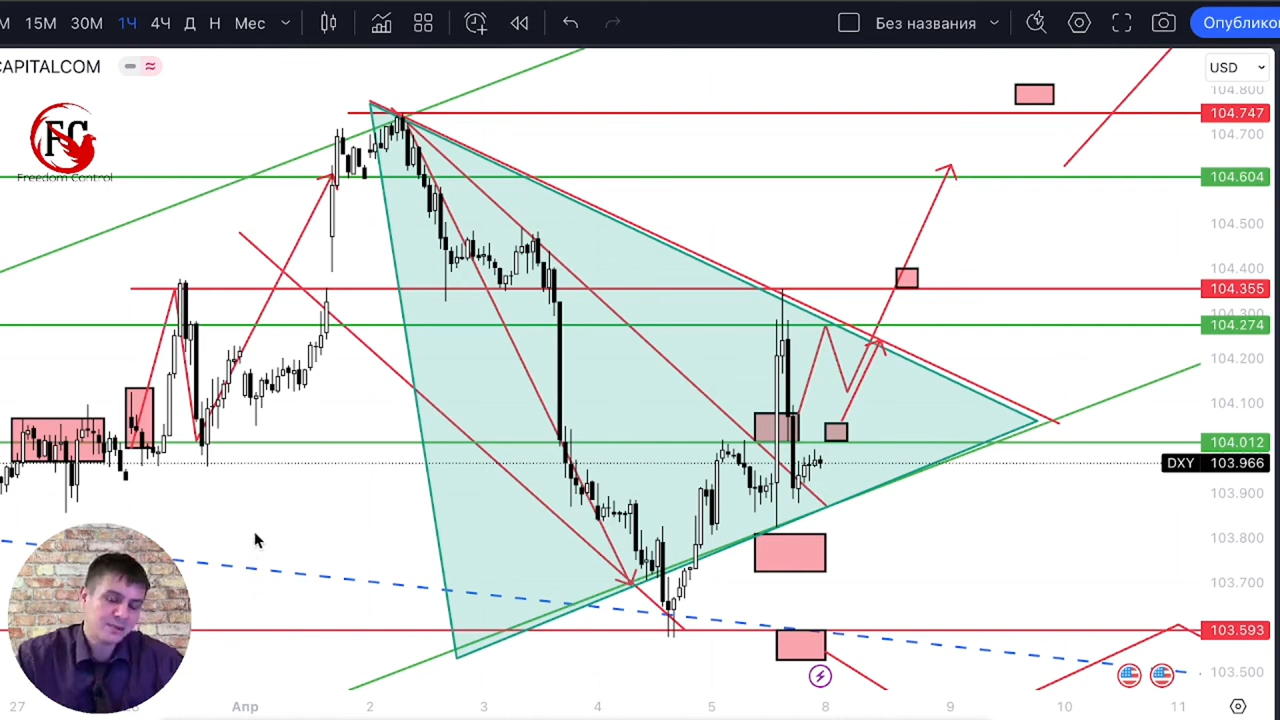 М 15М 30М 1Ч 4Ч Д Н Мес Без названия Опублико
CAPITALCOM
USD
FC
Freedom Control
104.800
104.747
104.700
104.604
104.500
104.400
104.355
104.300
104.274
104.200
104.100
104.012
DXY 103.966
103.900
103.800
103.700
103.593
103.500
27 Апр 2 3 4 5 8 9 10 11